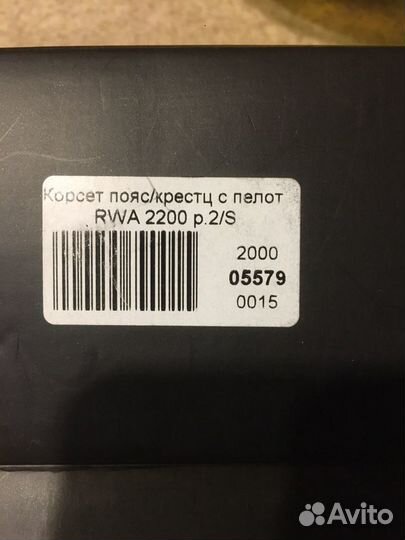 Корсет пояс/крестц с пелот
RWA 2200 р.2/S
2000
05579
0015
Avito